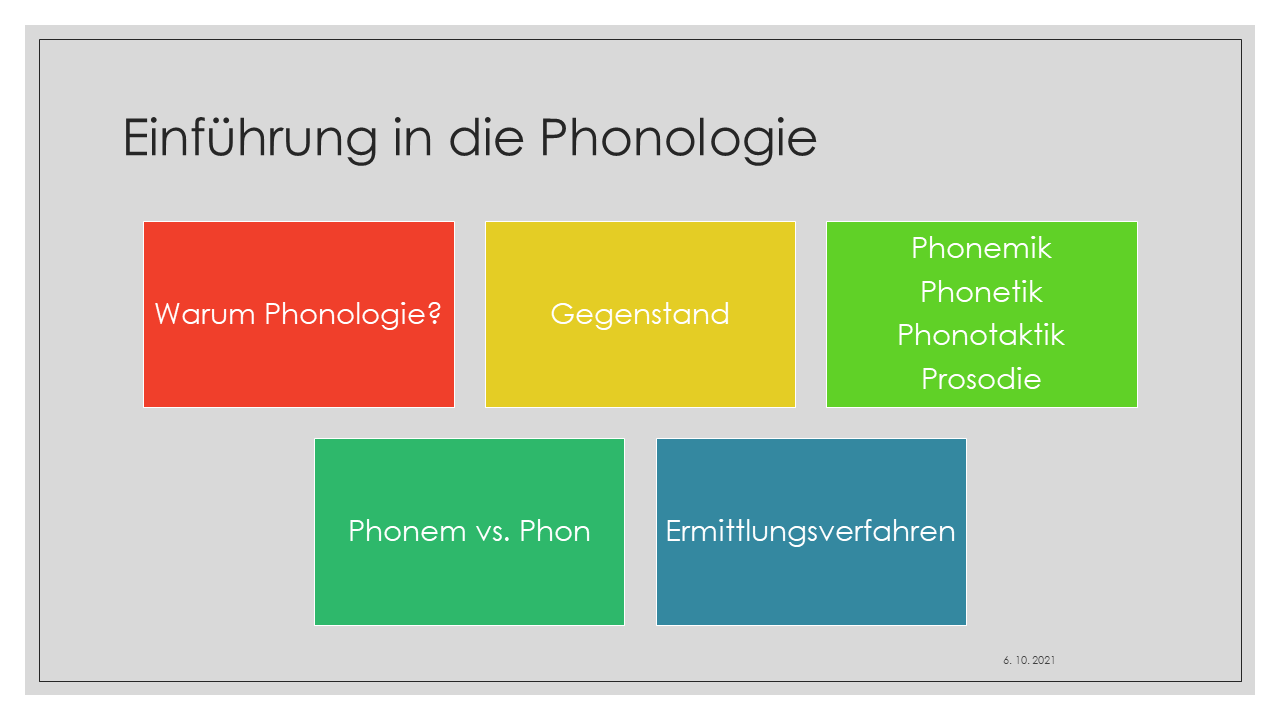 Einführung in die Phonologie
Warum Phonologie?
Gegenstand
Phonemik
Phonetik
Phonotaktik
Prosodie
Phonem vs. Phon
Ermittlungsverfahren
6. 10. 2021